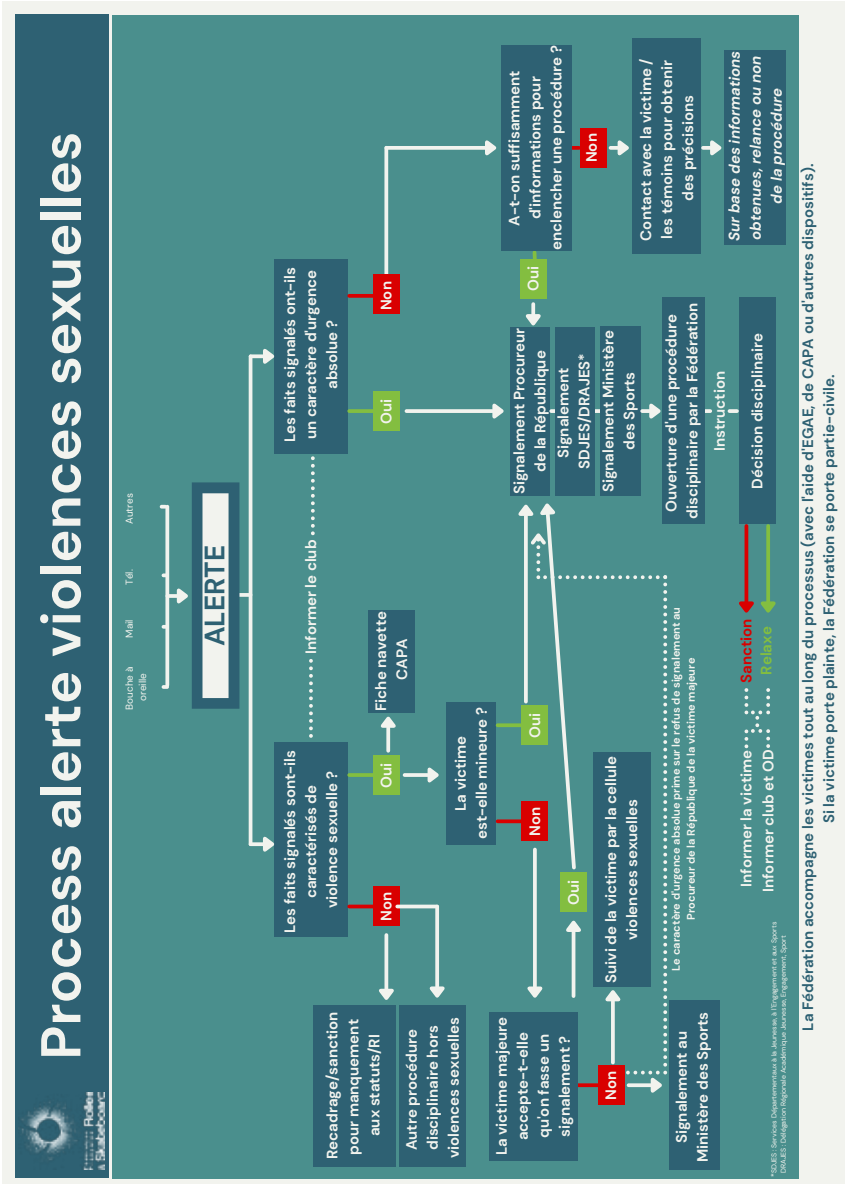 Process alerte violences sexuelles
Roller
& Skateboard
Bouche à
oreille
Mail
Tél.
Autres
ALERTE
Les faits signalés sont-ils
caractérisés de
violence sexuelle ?
Informer le club
Les faits signalés ont-ils
un caractère d'urgence
absolue ?
Non
Oui
Oui
Non
Fiche navette
CAPA
Recadrage/sanction
pour manquement
aux statuts/RI
Autre procédure
disciplinaire hors
violences sexuelles
La victime
est-elle mineure ?
Non
Oui
La victime majeure
accepte-t-elle
qu'on fasse un
signalement ?
Oui
Non
Suivi de la victime par la cellule
violences sexuelles
Signalement au
Ministère des Sports
Le caractère d'urgence absolue prime sur le refus de signalement au
Procureur de la République de la victime majeure
A-t-on suffisamment
d'informations pour
enclencher une procédure ?
Oui
Non
Contact avec la victime /
les témoins pour obtenir
des précisions
Sur base des informations
obtenues, relance ou non
de la procédure
Signalement Procureur
de la République
Signalement
SDJES/DRAJES*
Signalement Ministère
des Sports
Ouverture d'une procédure
disciplinaire par la Fédération
Instruction
Décision disciplinaire
Sanction
Relaxe
Informer la victime
Informer club et OD
*SDJES : Services Départementaux à la Jeunesse, à l'Engagement et aux Sports
DRAJES : Délégation Régionale Académique Jeunesse, Engagement, Sport
La Fédération accompagne les victimes tout au long du processus (avec l'aide d'EGAE, de CAPA ou d'autres dispositifs).
Si la victime porte plainte, la Fédération se porte partie-civile.